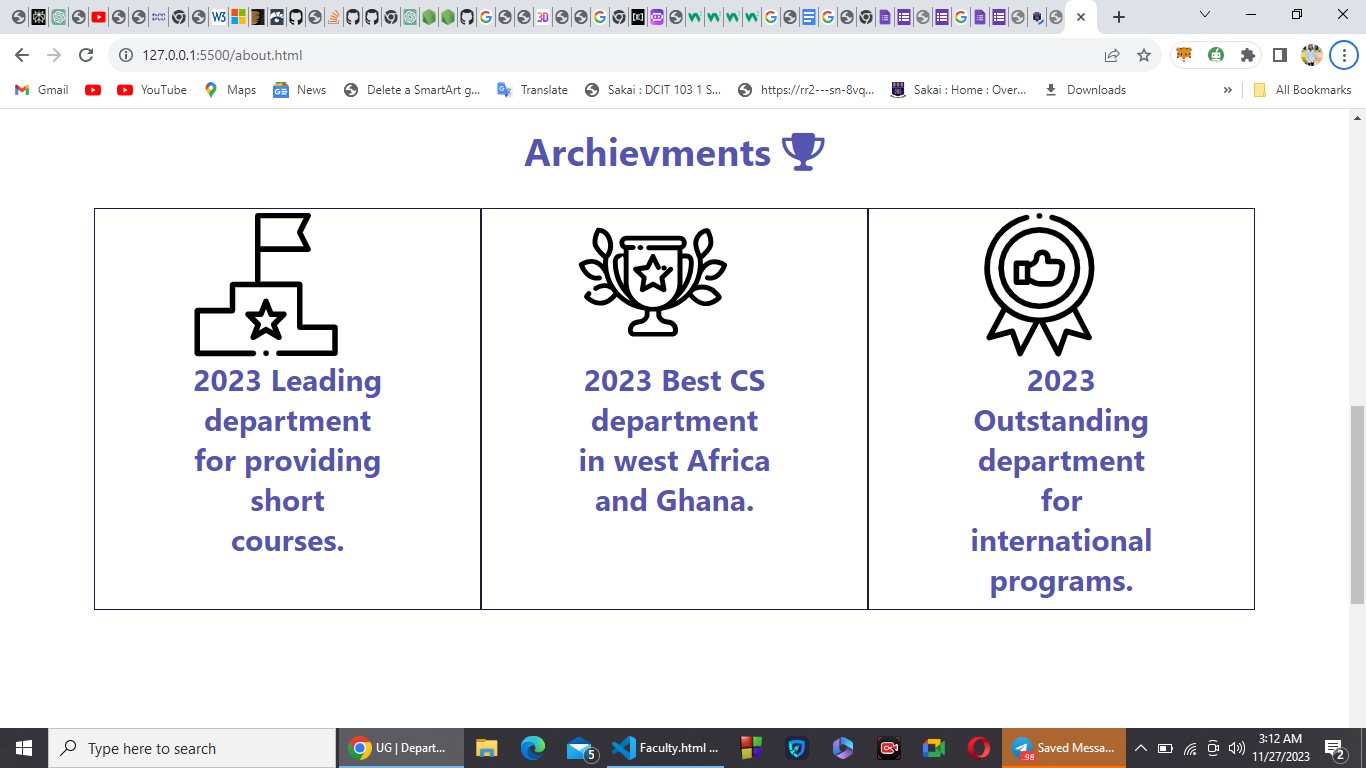 127.0.0.1:5500/about.html
Gmail
YouTube
Maps
News
Delete a SmartArt g...
Translate
Sakai : DCIT 103 1 S...
https://rr2---sn-8vq...
Sakai : Home : Over...
Downloads
»
All Bookmarks
Archievments
2023 Leading
department
for providing
short
courses.
2023 Best CS
department
in west Africa
and Ghana.
2023
Outstanding
department
for
international
programs.
Type here to search
UG | Depart...
5
Faculty.html ...
Saved Messa...
.98
3:12 AM
11/27/2023
2